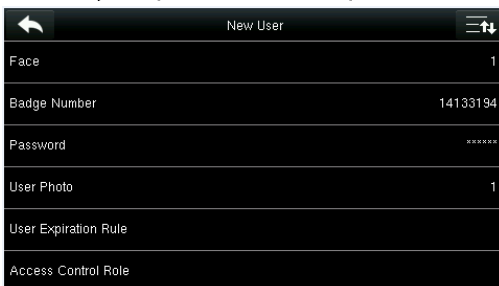 New User
Face 1
Badge Number 14133194
Password ******
User Photo 1
User Expiration Rule
Access Control Role